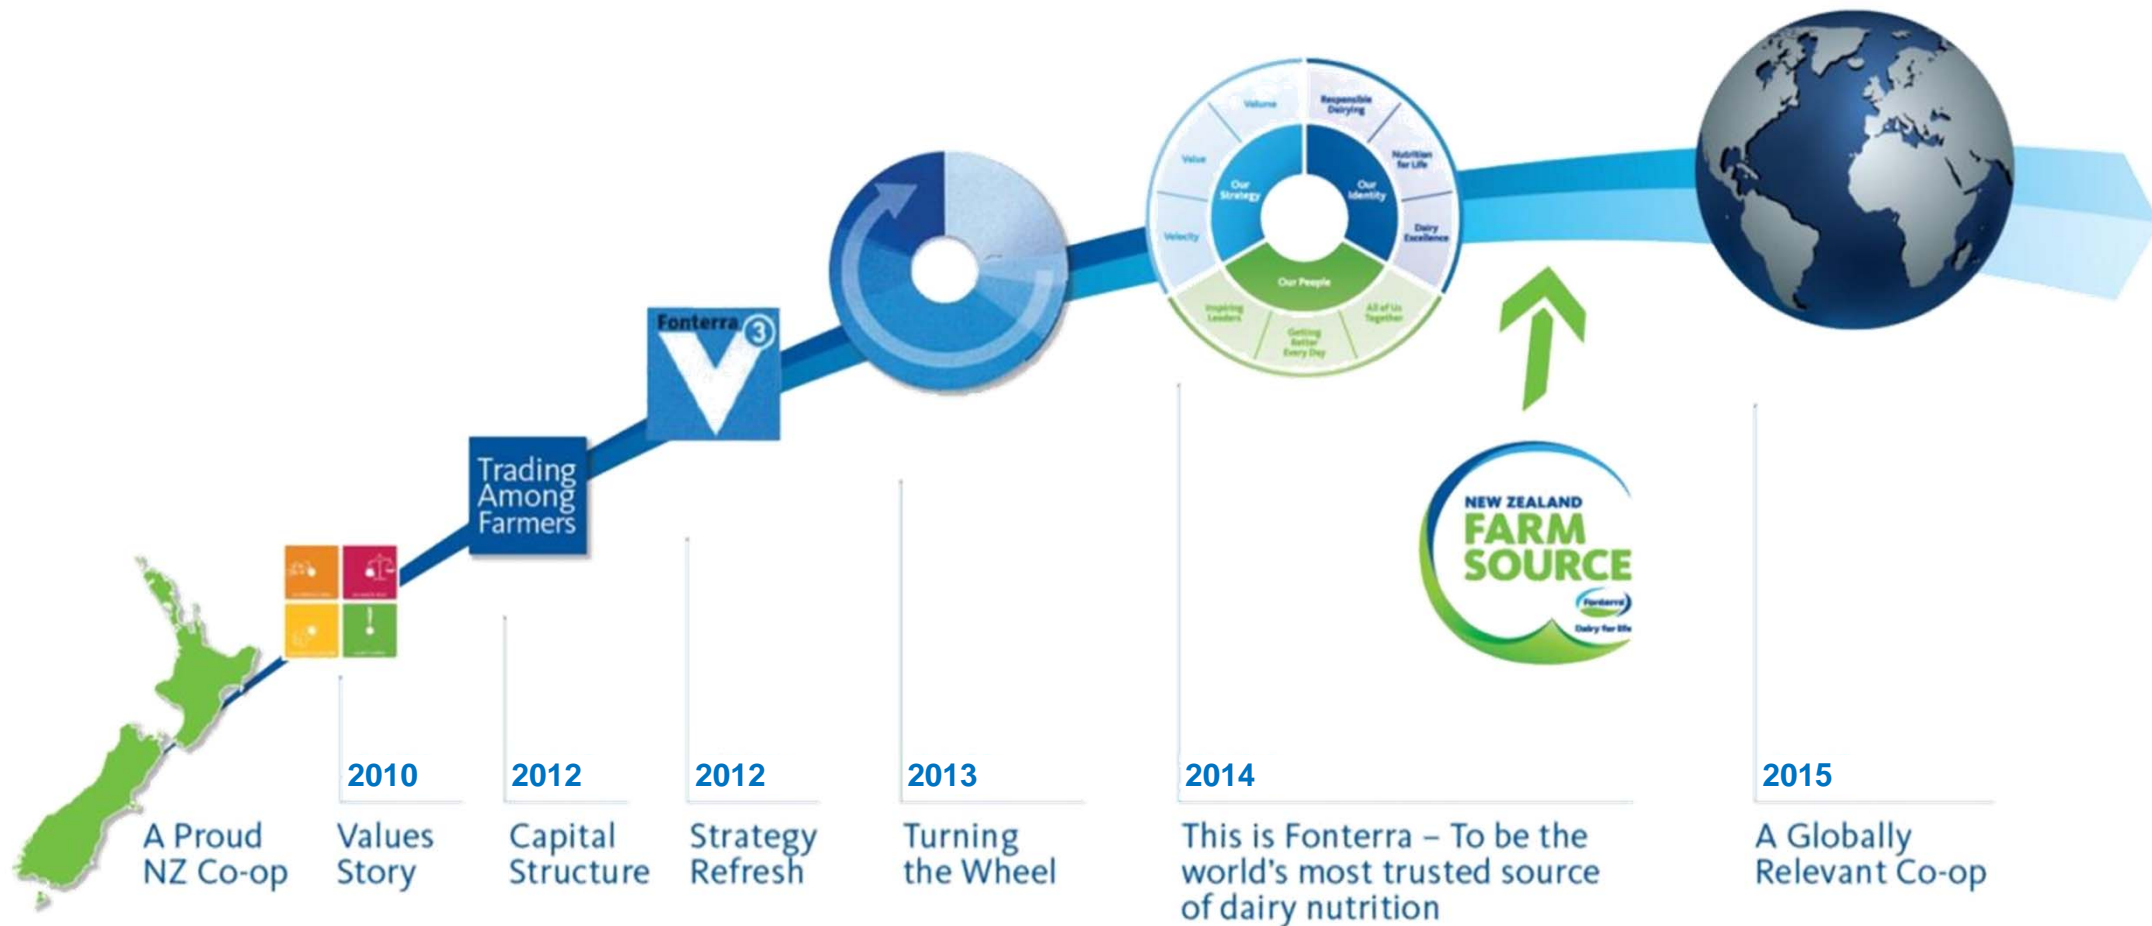 Volume
Responsible
Dairying
Value
Nutrition
for Life
Our
Strategy
Our
Identity
Velocity
Dairy
Excellence
Our People
Inspiring
Leaders
All of Us
Together
Getting
Better
Every Day
Fonterra
3
V
Trading
Among
Farmers
NEW ZEALAND
FARM
SOURCE
Fonterra
Dairy for life
2010
2012
2012
2013
2014
2015
A Proud
NZ Co-op
Values
Story
Capital
Structure
Strategy
Refresh
Turning
the Wheel
This is Fonterra – To be the
world's most trusted source
of dairy nutrition
A Globally
Relevant Co-op